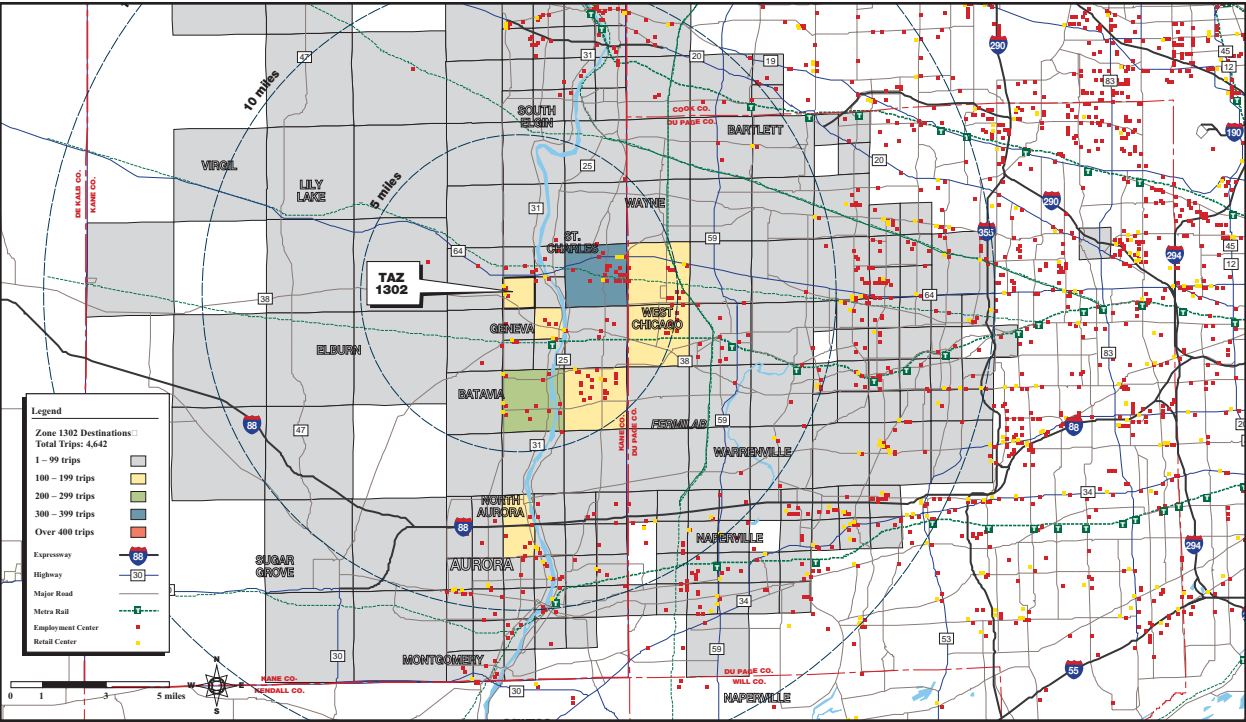 290
31
20
19
45
12
47
83
10 miles
SOUTH
ELGIN
COOK CO.
DU PAGE CO.
BARTLETT
190
VIRGIL
25
20
5 miles
LILY
LAKE
DE KALB CO.
KANE CO.
31
WAYNE
290
355
ST.
CHARLES
59
64
45
294
12
TAZ
1302
38
64
WEST
CHICAGO
GENEVA
ELBURN
25
38
83
BATAVIA
Legend
Zone 1302 Destinations
Total Trips: 4,642
1 – 99 trips
100 – 199 trips
200 – 299 trips
300 – 399 trips
Over 400 trips
Expressway
88
Highway
30
Major Road
Metra Rail
T
Employment Center
Retail Center
88
47
KANE CO.
DU PAGE CO.
FERMILAB
59
88
31
WARRENVILLE
34
NORTH
AURORA
88
NAPERVILLE
294
SUGAR
GROVE
AURORA
34
53
30
MONTGOMERY
59
55
KANE CO.
KENDALL CO.
DU PAGE CO.
WILL CO.
30
NAPERVILLE
0 1 3 5 miles
N
W E
S